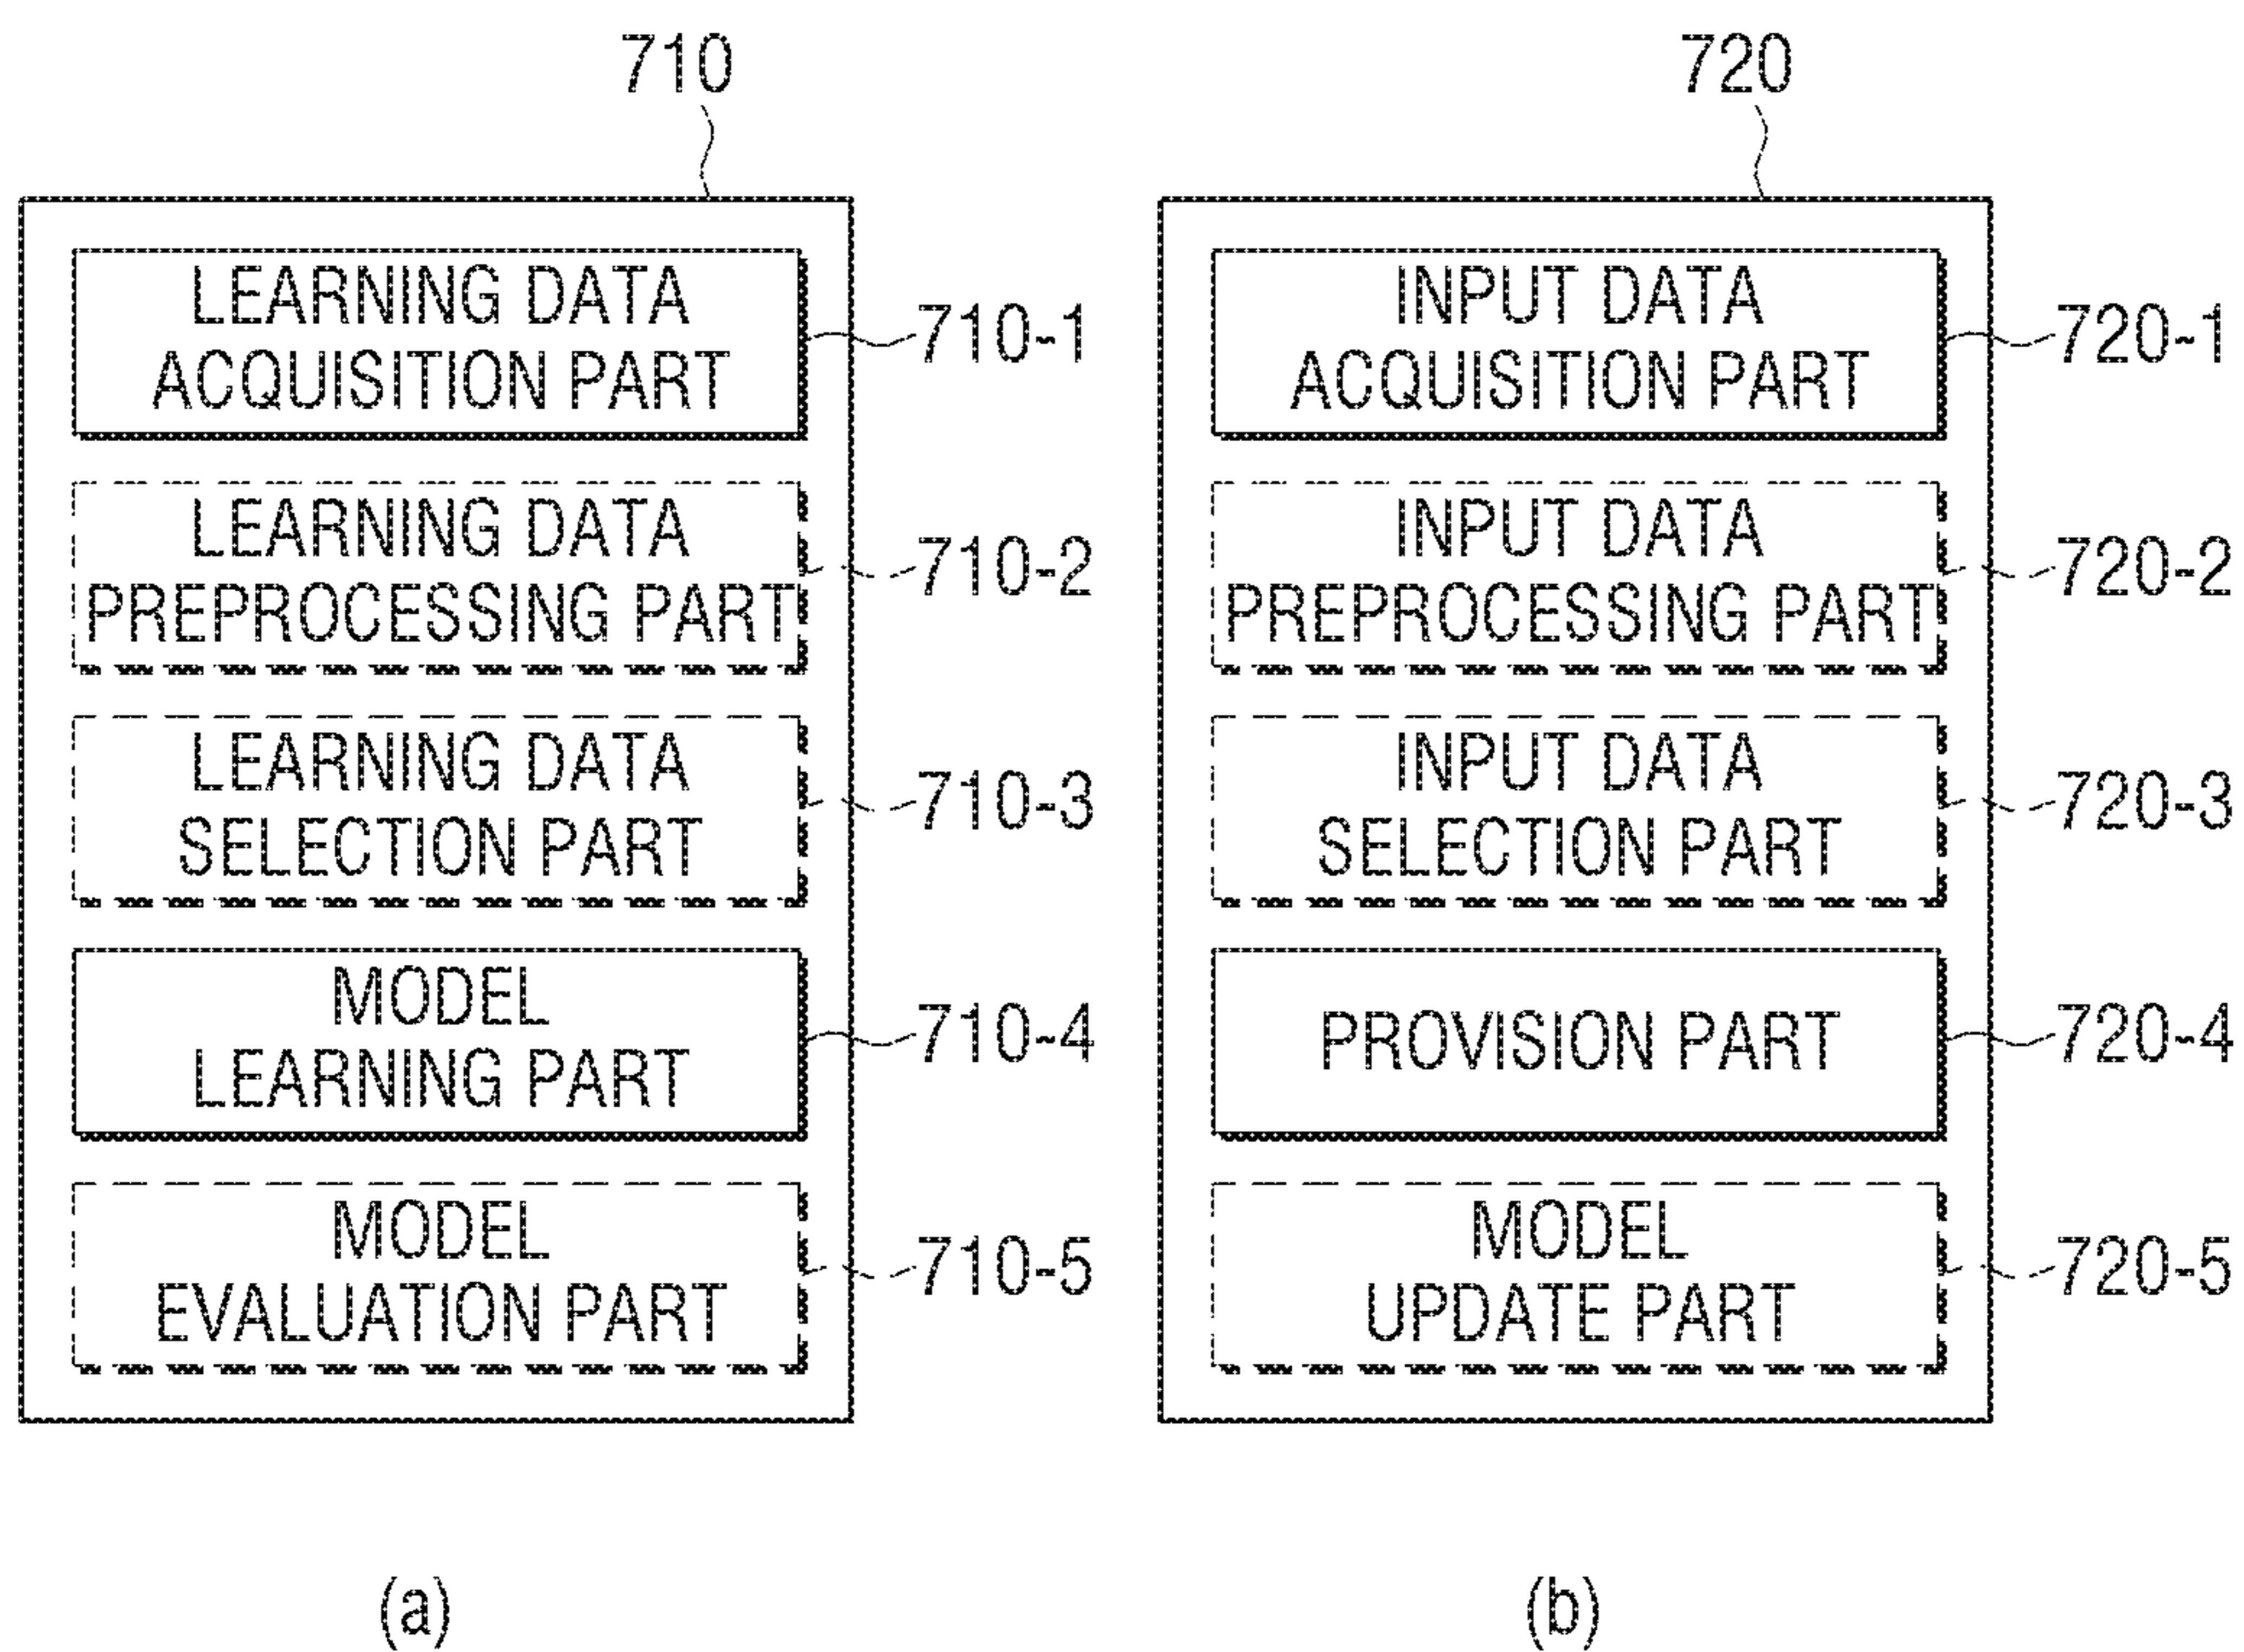 710
LEARNING DATA
ACQUISITION PART
710-1
LEARNING DATA
PREPROCESSING PART
710-2
LEARNING DATA
SELECTION PART
710-3
MODEL
LEARNING PART
710-4
MODEL
EVALUATION PART
710-5
(a)
720
INPUT DATA
ACQUISITION PART
720-1
INPUT DATA
PREPROCESSING PART
720-2
INPUT DATA
SELECTION PART
720-3
PROVISION PART
720-4
MODEL
UPDATE PART
720-5
(b)